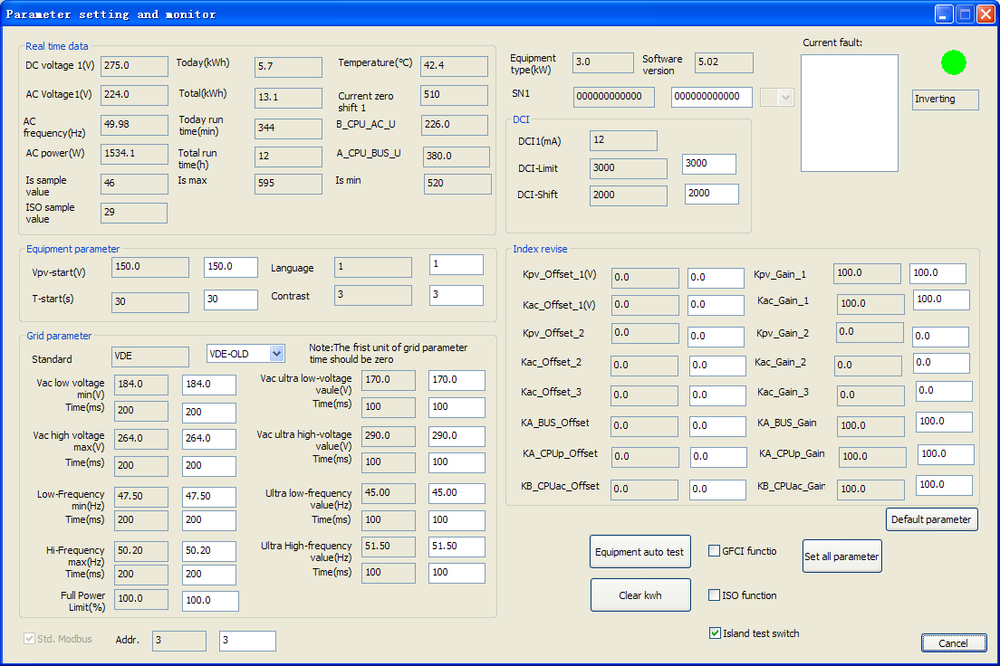 Parameter setting and monitor
Real time data
DC voltage 1(V) 275.0 Today(kWh) 5.7 Temperature(℃) 42.4
AC Voltage1(V) 224.0 Total(kWh) 13.1 Current zero shift 1 510
AC frequency(Hz) 49.98 Today run time(min) 344 B_CPU_AC_U 226.0
AC power(W) 1534.1 Total run time(h) 12 A_CPU_BUS_U 380.0
Is sample value 46 Is max 595 Is min 520
ISO sample value 29
Equipment type(kW) 3.0 Software version 5.02
SN1 000000000000 000000000000
DCI
DCI1(mA) 12
DCI-Limit 3000 3000
DCI-Shift 2000 2000
Current fault:
Inverting
Equipment parameter
Vpv-start(V) 150.0 150.0 Language 1 1
T-start(s) 30 30 Contrast 3 3
Grid parameter
Standard VDE VDE-OLD Note:The frist unit of grid parameter
time should be zero
Vac low voltage min(V) 184.0 184.0 Vac ultra low-voltage vaule(V) 170.0 170.0
Time(ms) 200 200 Time(ms) 100 100
Vac high voltage max(V) 264.0 264.0 Vac ultra high-voltage value(V) 290.0 290.0
Time(ms) 200 200 Time(ms) 100 100
Low-Frequency min(Hz) 47.50 47.50 Ultra low-frequency value(Hz) 45.00 45.00
Time(ms) 200 200 Time(ms) 100 100
Hi-Frequency max(Hz) 50.20 50.20 Ultra High-frequency value(Hz) 51.50 51.50
Time(ms) 200 200 Time(ms) 100 100
Full Power Limit(%) 100.0 100.0
Index revise
Kpv_Offset_1(V) 0.0 0.0 Kpv_Gain_1 100.0 100.0
Kac_Offset_1(V) 0.0 0.0 Kac_Gain_1 100.0 100.0
Kpv_Offset_2 0.0 0.0 Kpv_Gain_2 0.0 0.0
Kac_Offset_2 0.0 0.0 Kac_Gain_2 0.0 0.0
Kac_Offset_3 0.0 0.0 Kac_Gain_3 0.0 0.0
KA_BUS_Offset 0.0 0.0 KA_BUS_Gain 100.0 100.0
KA_CPUp_Offset 0.0 0.0 KA_CPUp_Gain 100.0 100.0
KB_CPUac_Offset 0.0 0.0 KB_CPUac_Gain 100.0 100.0
Default parameter
Equipment auto test GFCI functio Set all parameter
Clear kwh ISO function
Island test switch
Std. Modbus Addr. 3 3
Cancel